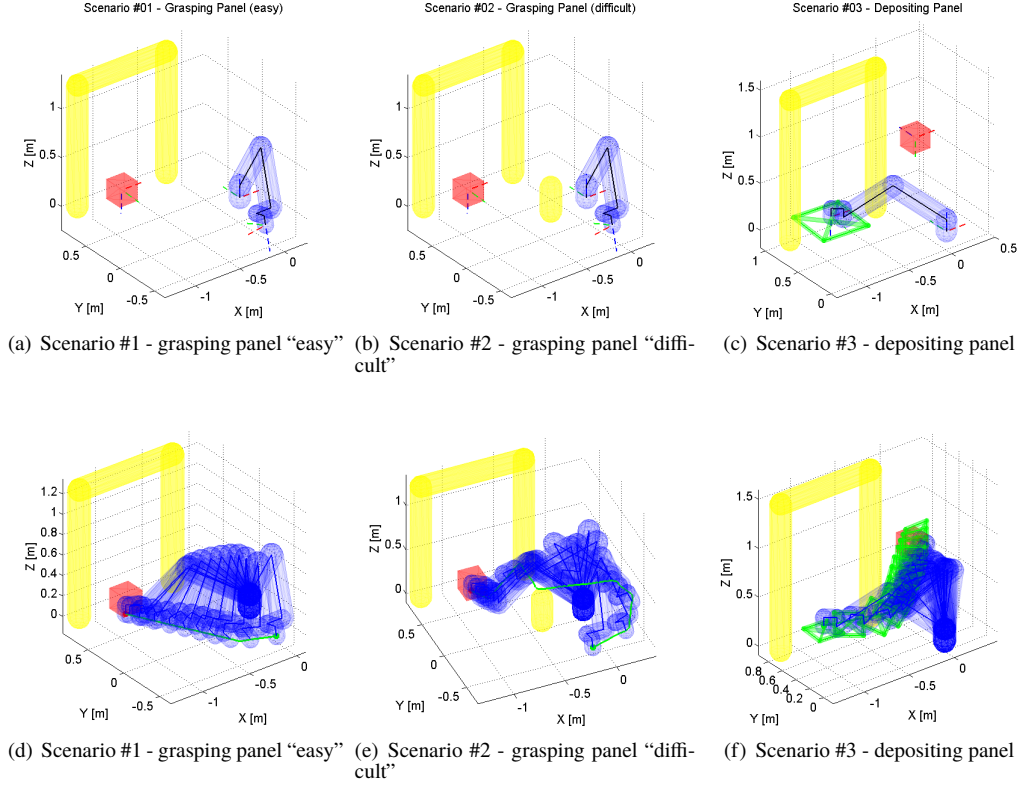 Scenario #01 - Grasping Panel (easy)
Scenario #02 - Grasping Panel (difficult)
Scenario #03 - Depositing Panel
Z [m]
1
0.5
0
0.5
0
-0.5
Y [m]
-1
-0.5
0
X [m]
Z [m]
1
0.5
0
0.5
0
-0.5
Y [m]
-1
-0.5
0
X [m]
Z [m]
1.5
1
0.5
0
1
0.5
0
Y [m]
-1
-0.5
0
0.5
X [m]
(a) Scenario #1 - grasping panel “easy”
(b) Scenario #2 - grasping panel “diffi-
cult”
(c) Scenario #3 - depositing panel
Z [m]
1.2
1
0.8
0.6
0.4
0.2
0
0.5
0
-0.5
Y [m]
-1
-0.5
0
X [m]
Z [m]
1
0.5
0
0.5
0
-0.5
Y [m]
-1
-0.5
0
X [m]
Z [m]
1.5
1
0.5
0
0.8
0.6
0.4
0.2
0
Y [m]
-1
-0.5
0
X [m]
(d) Scenario #1 - grasping panel “easy”
(e) Scenario #2 - grasping panel “diffi-
cult”
(f) Scenario #3 - depositing panel